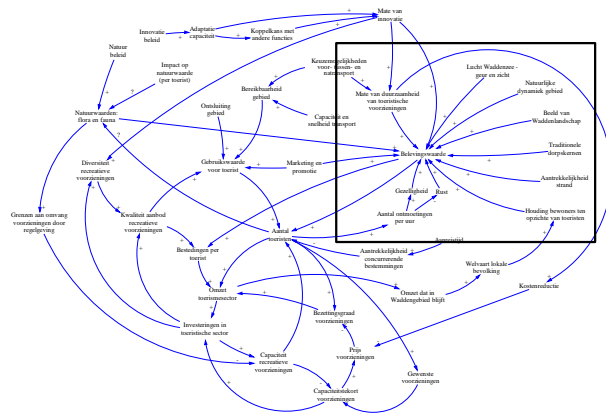 Mate van
innovatie
Innovatie
beleid
Adaptatie
capaciteit
Koppelkans met
andere functies
Natuur
beleid
Impact op
natuurwaarde
(per toerist)
Keuzemogelijkheden
voor- tussen- en
natransport
Bereikbaarheid
gebied
Mate van duurzaamheid
van toeristische
voorzieningen
Lucht Waddenzee -
geur en zicht
Natuurlijke
dynamiek gebied
Ontsluiting
gebied
Capaciteit en
snelheid transport
Beeld van
Waddenlandschap
Natuurwaarden:
flora en fauna
Traditionele
dorpskernen
Belevingswaarde
Diversiteit
recreatieve
voorzieningen
Gebruikswaarde
voor toerist
Marketing en
promotie
Aantrekkelijkheid
strand
Gezelligheid
Rust
Grenzen aan omvang
voorzieningen door
regelgeving
Kwaliteit aanbod
recreatieve
voorzieningen
Aantal ontmoetingen
per uur
Houding bewoners ten
opzichte van toeristen
Aantal
toeristen
Bestedingen per
toerist
Aantrekkelijkheid
concurrerende
bestemmingen
Welvaart lokale
bevolking
Omzet
toerismesector
Omzet dat in
Waddengebied blijft
Kostenreductie
Bezettingsgraad
voorzieningen
Investeringen in
toeristische sector
Capaciteit
recreatieve
voorzieningen
Prijs
voorzieningen
Gewenste
voorzieningen
Capaciteitstekort
voorzieningen